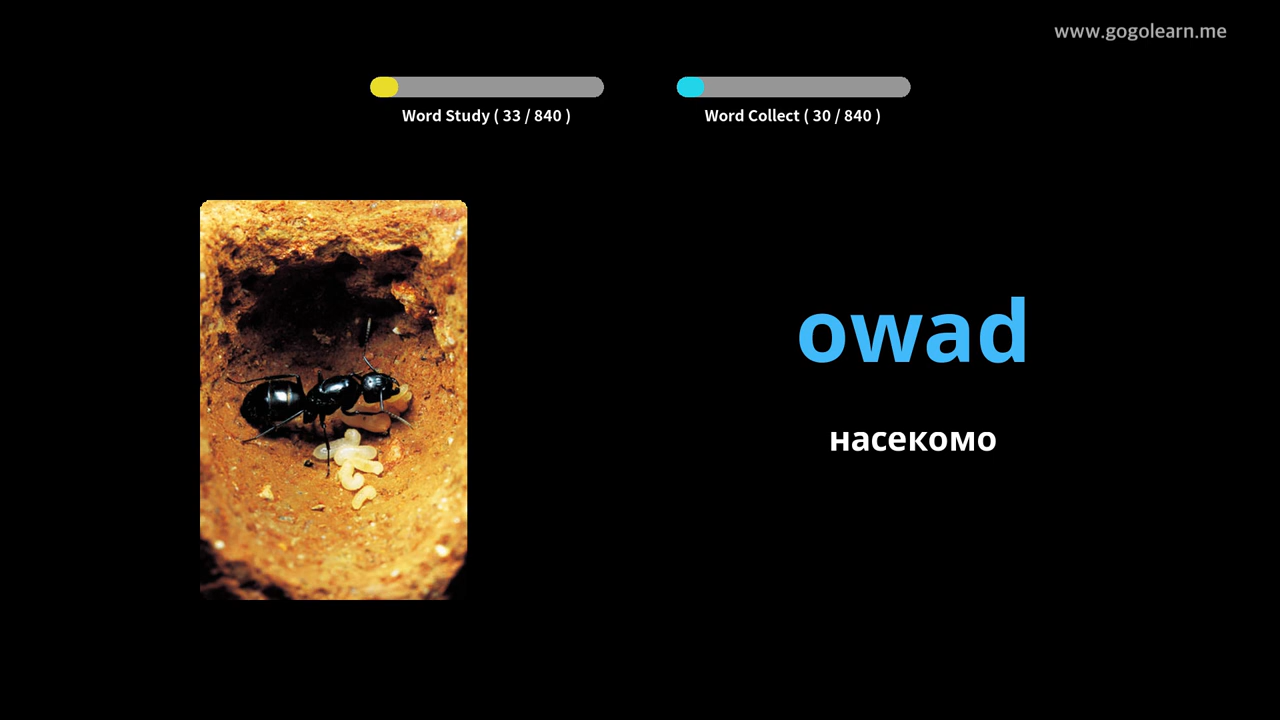 www.gogolearn.me
Word Study ( 33 / 840 )
Word Collect ( 30 / 840 )
owad
насекомо